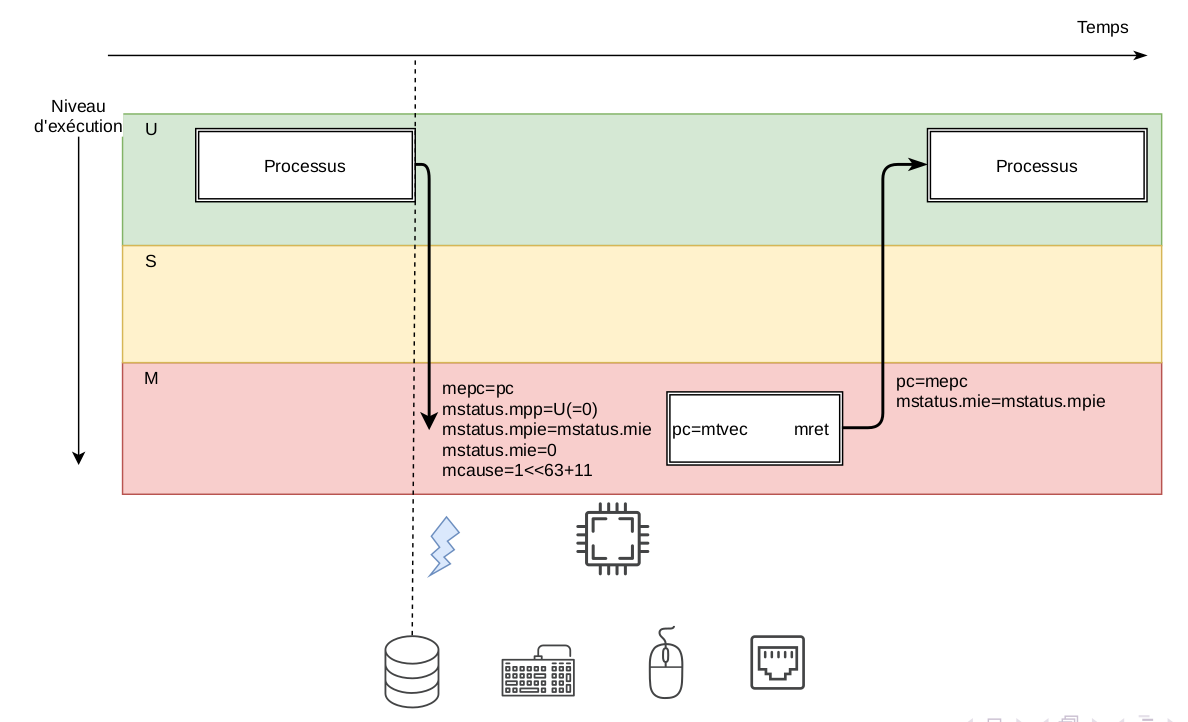 Temps
Niveau
d'exécution
U
Processus
Processus
S
M
mepc=pc
mstatus.mpp=U(=0)
mstatus.mpie=mstatus.mie
mstatus.mie=0
mcause=1<<63+11
pc=mtvec
mret
pc=mepc
mstatus.mie=mstatus.mpie